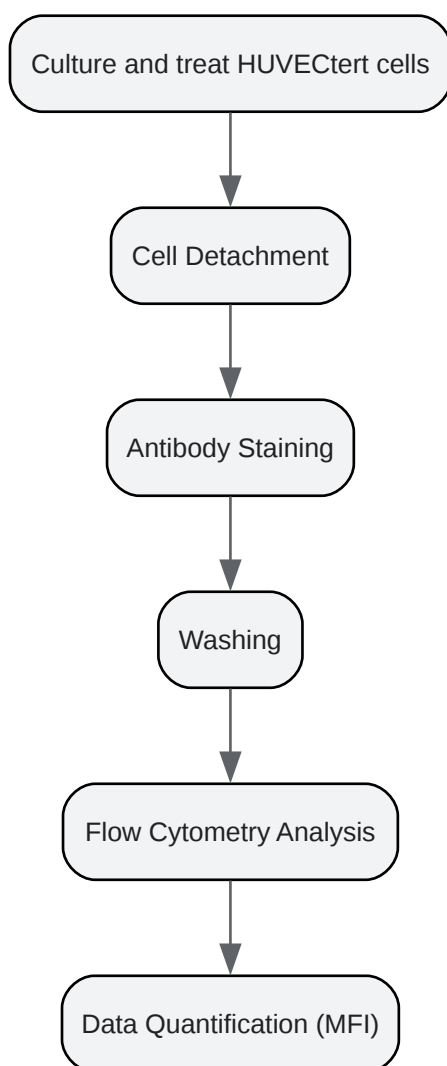 Culture and treat HUVECtert cells
Cell Detachment
Antibody Staining
Washing
Flow Cytometry Analysis
Data Quantification (MFI)